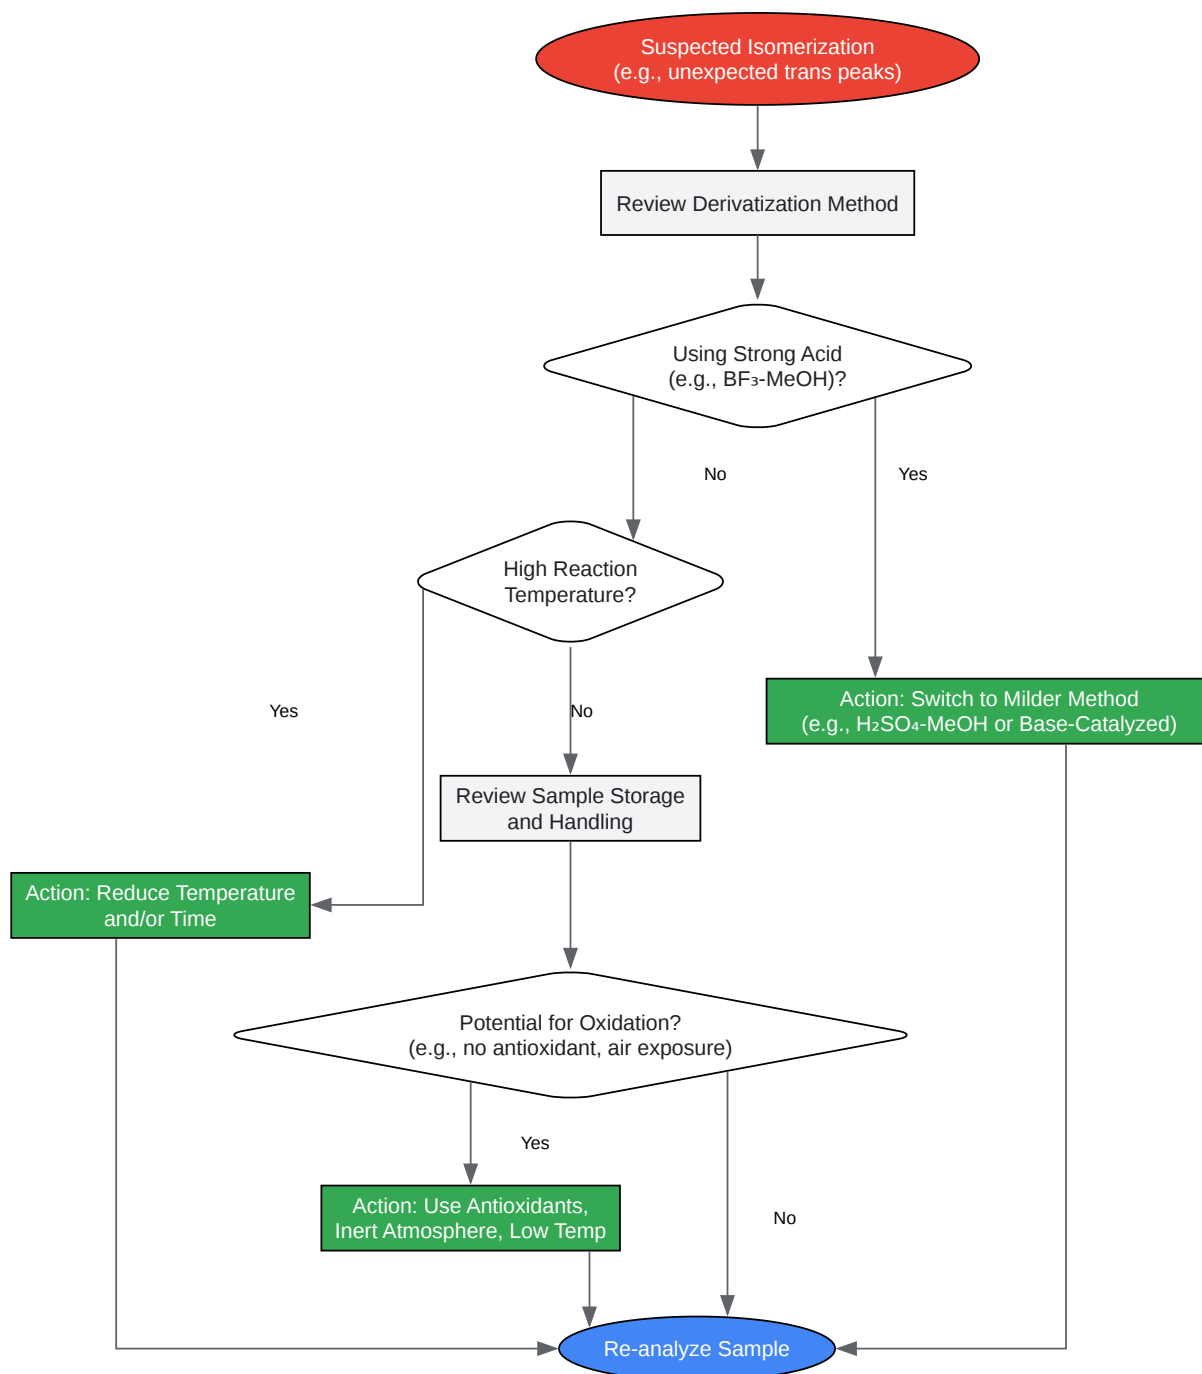 Suspected Isomerization
(e.g., unexpected trans peaks)
Review Derivatization Method
Using Strong Acid
(e.g., BF₃-MeOH)?
No
Yes
High Reaction
Temperature?
Action: Switch to Milder Method
(e.g., H₂SO₄-MeOH or Base-Catalyzed)
Yes
No
Review Sample Storage
and Handling
Action: Reduce Temperature
and/or Time
Potential for Oxidation?
(e.g., no antioxidant, air exposure)
Yes
Action: Use Antioxidants,
Inert Atmosphere, Low Temp
No
Re-analyze Sample